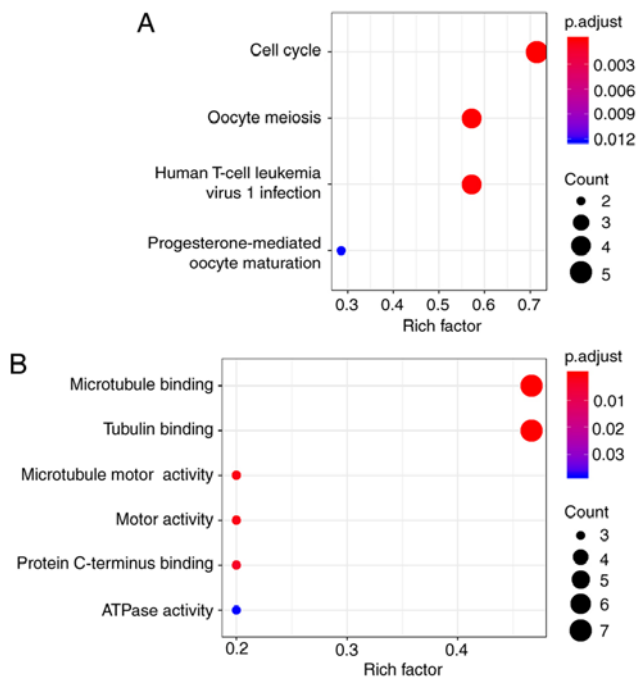 A
Cell cycle
Oocyte meiosis
Human T-cell leukemia
virus 1 infection
Progesterone-mediated
oocyte maturation
0.3 0.4 0.5 0.6 0.7
Rich factor
p.adjust
0.003
0.006
0.009
0.012
Count
2
3
4
5
B
Microtubule binding
Tubulin binding
Microtubule motor activity
Motor activity
Protein C-terminus binding
ATPase activity
0.2 0.3 0.4
Rich factor
p.adjust
0.01
0.02
0.03
Count
3
4
5
6
7